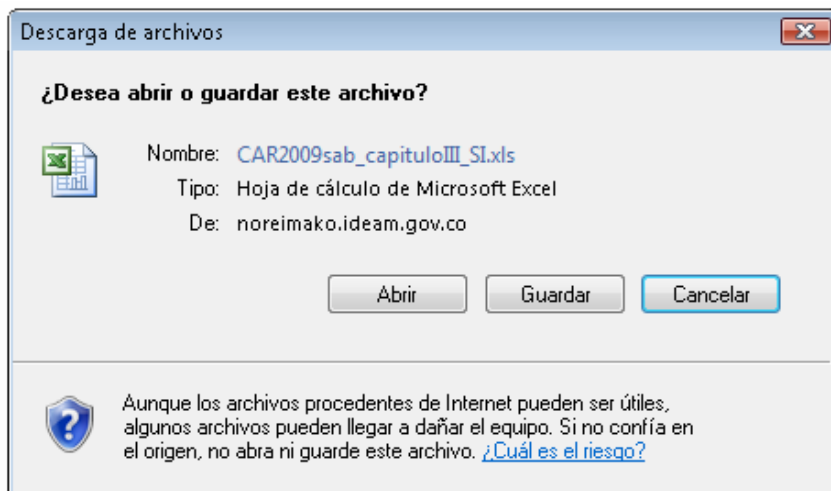 Descarga de archivos
¿Desea abrir o guardar este archivo?
Nombre: CAR2009sab_capituloIII_SI.xls
Tipo: Hoja de cálculo de Microsoft Excel
De: noreimako.ideam.gov.co
Abrir Guardar Cancelar
Aunque los archivos procedentes de Internet pueden ser útiles,
algunos archivos pueden llegar a dañar el equipo. Si no confía en
el origen, no abra ni guarde este archivo. ¿Cuál es el riesgo?